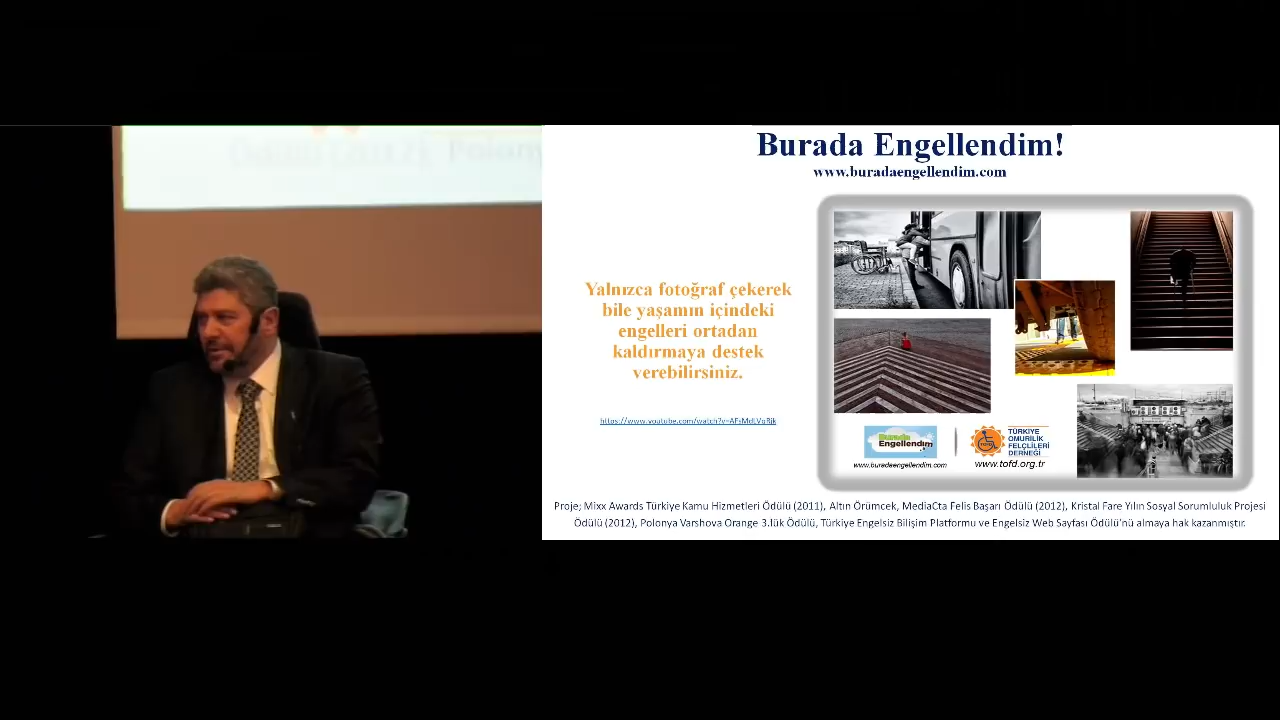 Burada Engellendim!
www.buradaengellendim.com
Yalnızca fotoğraf çekerek
bile yaşamın içindeki
engelleri ortadan
kaldırmaya destek
verebilirsiniz.
Burada
Engellendim
www.buradaengellendim.com
TÜRKİYE
OMURİLİK
FELÇLİLERİ
DERNEĞİ
www.tofd.org.tr
Proje; Mixx Awards Türkiye Kamu Hizmetleri Ödülü (2011), Altın Örümcek, MediaCta Felis Başarı Ödülü (2012), Kristal Fare Yılın Sosyal Sorumluluk Projesi
Ödülü (2012), Polonya Varshova Orange 3.lük Ödülü, Türkiye Engelsiz Bilişim Platformu ve Engelsiz Web Sayfası Ödülü'nü almaya hak kazanmıştır.